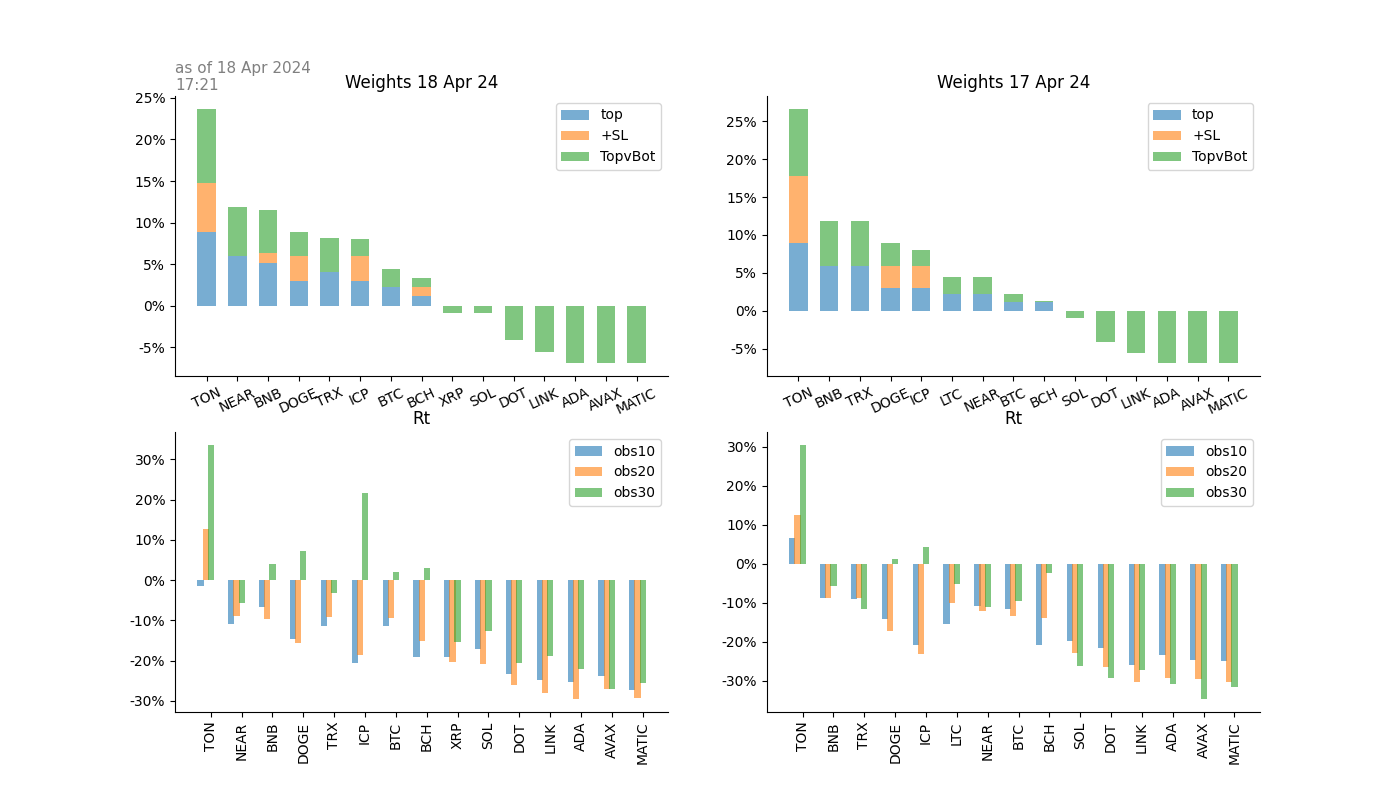 as of 18 Apr 2024
17:21
Weights 18 Apr 24
25%
20%
15%
10%
5%
0%
-5%
top
+SL
TopvBot
TON NEAR BNB DOGE TRX ICP BTC BCH XRP SOL DOT LINK ADA AVAX MATIC
Weights 17 Apr 24
25%
20%
15%
10%
5%
0%
-5%
top
+SL
TopvBot
TON BNB TRX DOGE ICP LTC NEAR BTC BCH SOL DOT LINK ADA AVAX MATIC
Rt
30%
20%
10%
0%
-10%
-20%
-30%
obs10
obs20
obs30
TON NEAR BNB DOGE TRX ICP BTC BCH XRP SOL DOT LINK ADA AVAX MATIC
Rt
30%
20%
10%
0%
-10%
-20%
-30%
obs10
obs20
obs30
TON BNB TRX DOGE ICP LTC NEAR BTC BCH SOL DOT LINK ADA AVAX MATIC